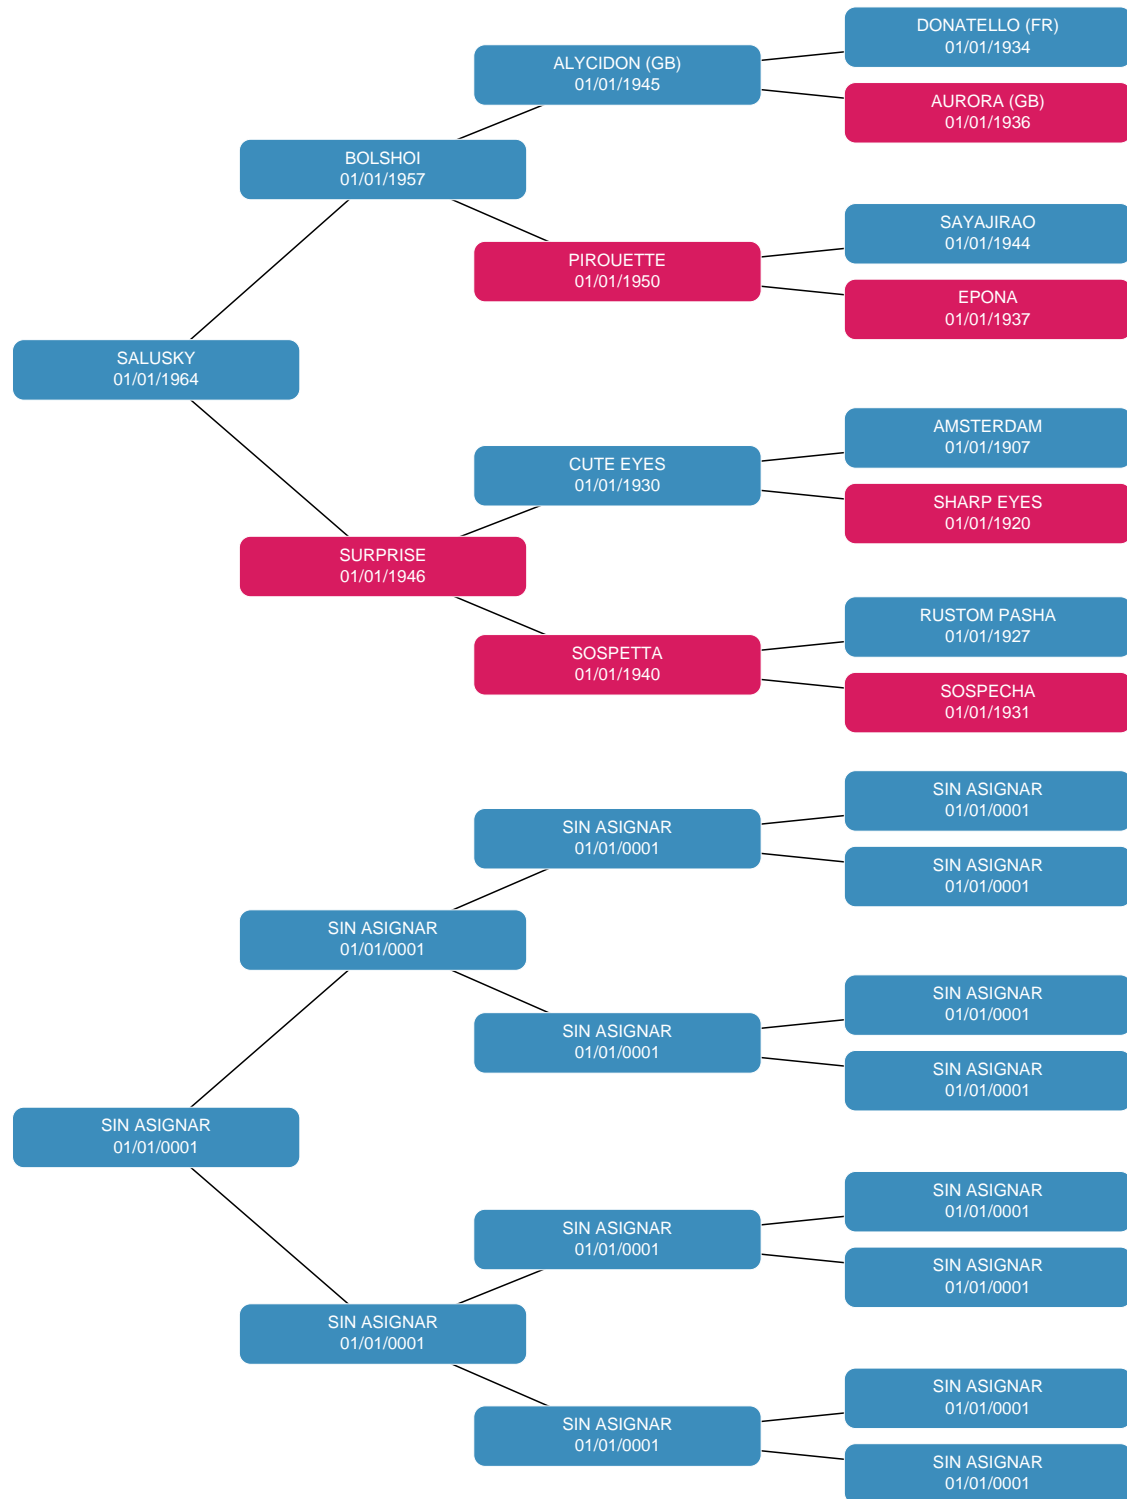 DONATELLO (FR)
01/01/1934
ALYCIDON (GB)
01/01/1945
AURORA (GB)
01/01/1936
BOLSHOI
01/01/1957
SAYAJIRAO
01/01/1944
PIROUETTE
01/01/1950
EPONA
01/01/1937
SALUSKY
01/01/1964
AMSTERDAM
01/01/1907
CUTE EYES
01/01/1930
SHARP EYES
01/01/1920
SURPRISE
01/01/1946
RUSTOM PASHA
01/01/1927
SOSPETTA
01/01/1940
SOSPECHA
01/01/1931
SIN ASIGNAR
01/01/0001
SIN ASIGNAR
01/01/0001
SIN ASIGNAR
01/01/0001
SIN ASIGNAR
01/01/0001
SIN ASIGNAR
01/01/0001
SIN ASIGNAR
01/01/0001
SIN ASIGNAR
01/01/0001
SIN ASIGNAR
01/01/0001
SIN ASIGNAR
01/01/0001
SIN ASIGNAR
01/01/0001
SIN ASIGNAR
01/01/0001
SIN ASIGNAR
01/01/0001
SIN ASIGNAR
01/01/0001
SIN ASIGNAR
01/01/0001
SIN ASIGNAR
01/01/0001